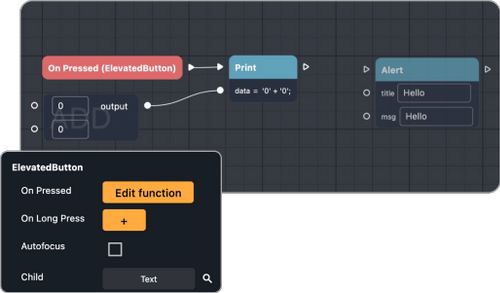 On Pressed (ElevatedButton)
Print
data = '0' + '0';
Alert
title Hello
msg Hello
ADD
0 output
0
ElevatedButton
On Pressed Edit function
On Long Press +
Autofocus
Child Text